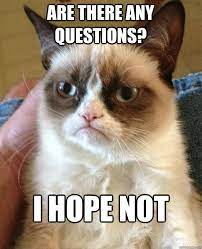 ARE THERE ANY
QUESTIONS?
I HOPE NOT